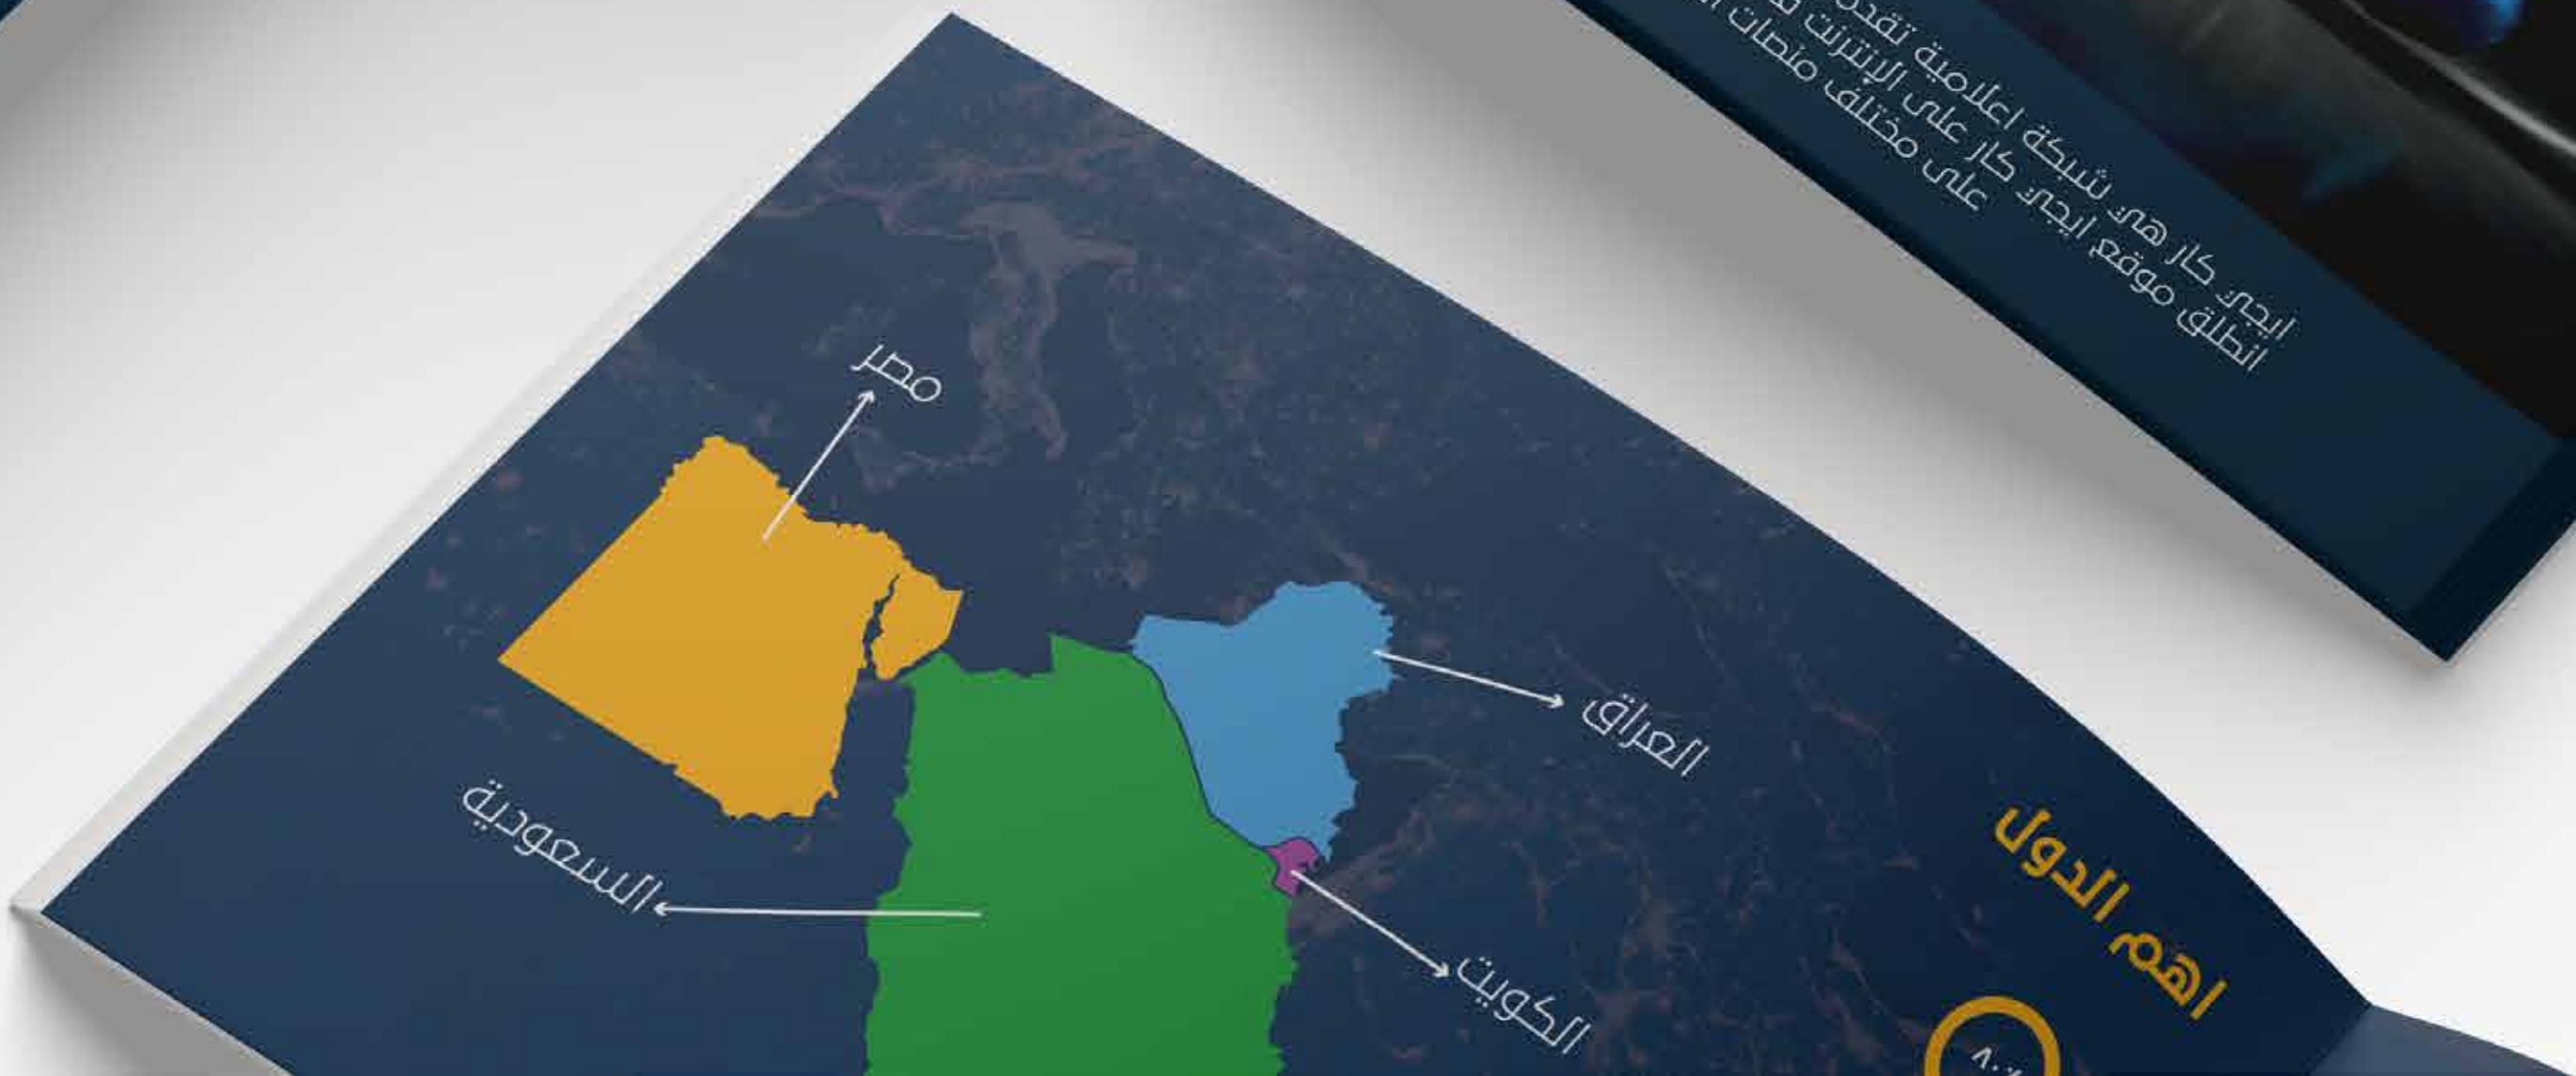 ايجي كار هي شبكة اعلامية
انطلق موقع ايجي كار على الإنترنت
على مختلف منصات
مصر
العراق
السعودية
الكويت
اهم الدول